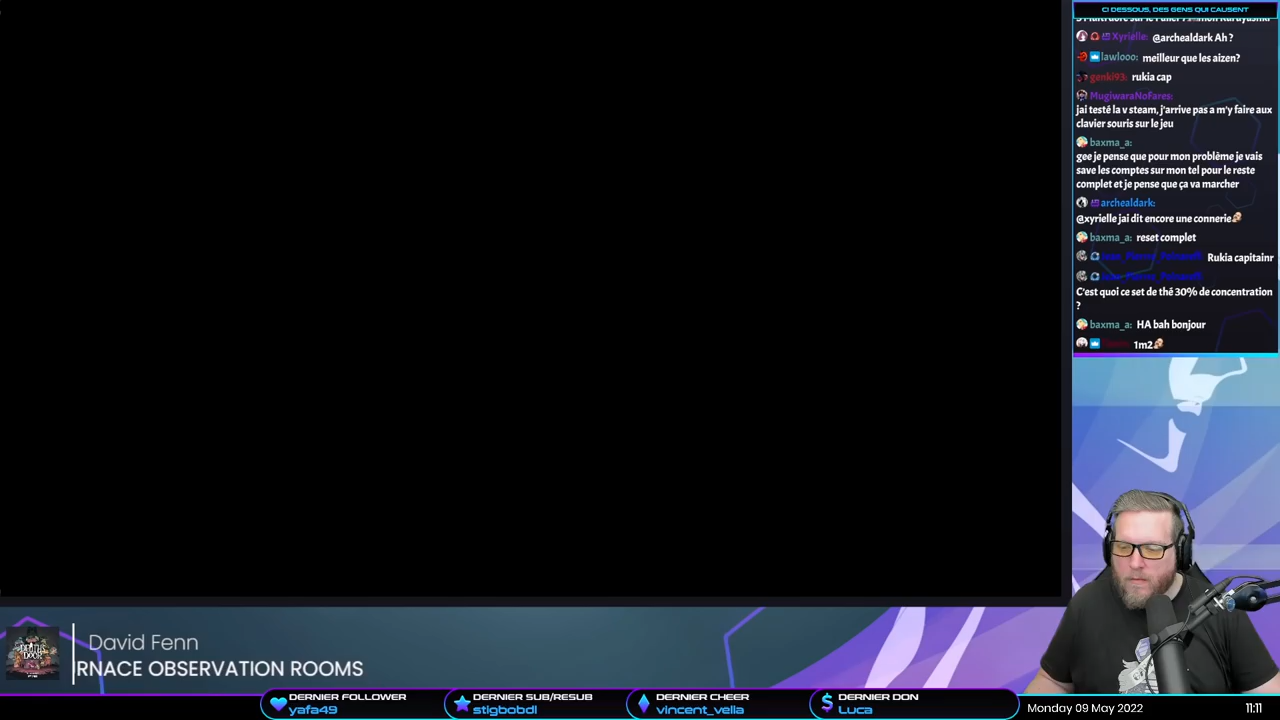 CI DESSOUS, DES GENS QUI CAUSENT
Xyrielle: @archealdark Ah ?
lawlooo: meilleur que les aizen?
genki93: rukia cap
MugiwaraNoFares:
jai testé la v steam, j'arrive pas a m'y faire aux
clavier souris sur le jeu
baxma_a:
gee je pense que pour mon problème je vais
save les comptes sur mon tel pour le reste
complet et je pense que ça va marcher
archealdark:
@xyrielle jai dit encore une connerie
baxma_a: reset complet
Rukia capitainr
C'est quoi ce set de thé 30% de concentration
?
baxma_a: HA bah bonjour
1m2
David Fenn
RNACE OBSERVATION ROOMS
DERNIER FOLLOWER
yafa49
DERNIER SUB/RESUB
stigbobdl
DERNIER CHEER
vincent_vella
DERNIER DON
Luca
Monday 09 May 2022
11:11